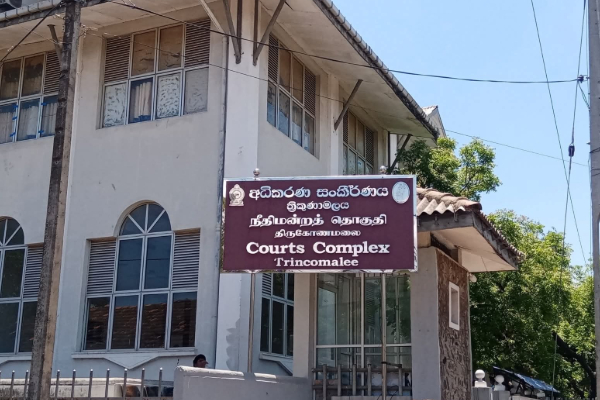 අධිකරණ සංකීර්ණය
ත්‍රිකුණාමලය
நீதிமன்றத் தொகுதி
திருகோணமலை
Courts Complex
Trincomalee